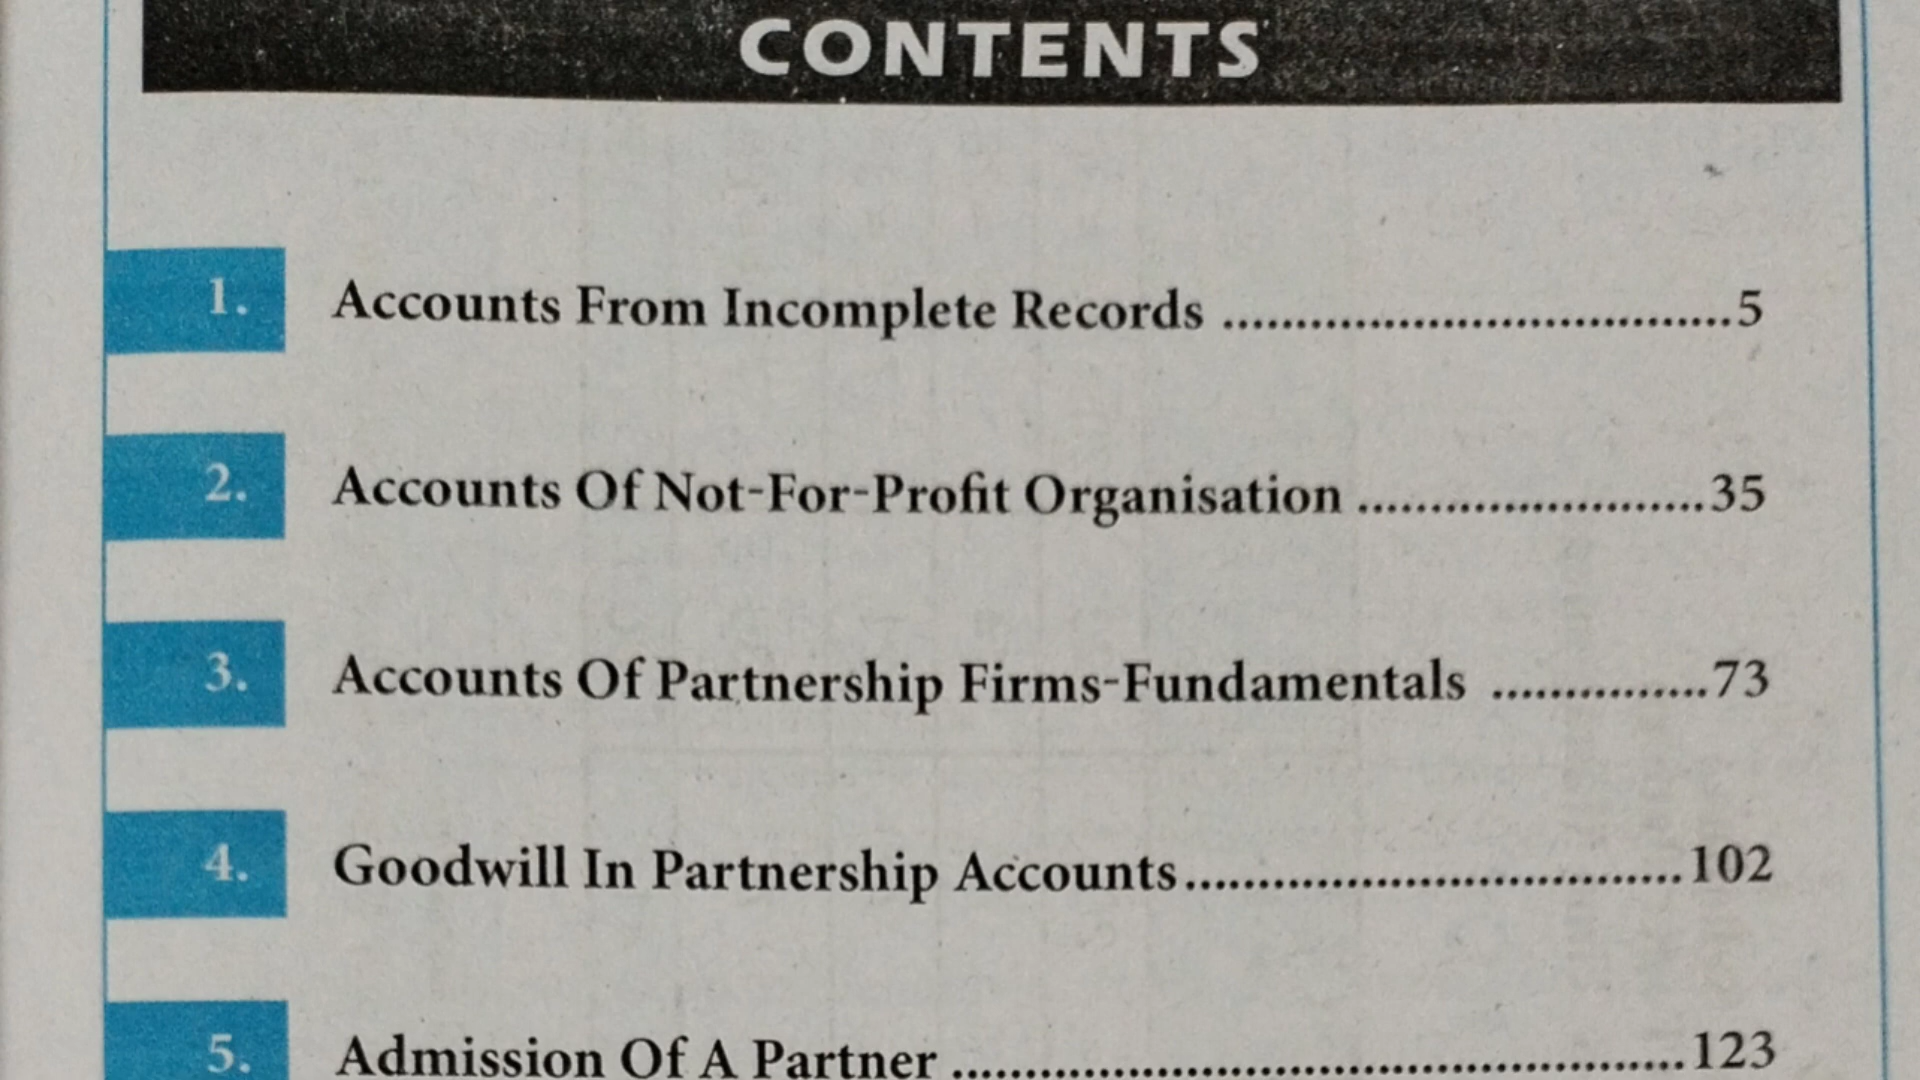 CONTENTS
1. Accounts From Incomplete Records ....................................5
2. Accounts Of Not-For-Profit Organisation ........................35
3. Accounts Of Partnership Firms-Fundamentals ...............73
4. Goodwill In Partnership Accounts...................................102
5. Admission Of A Partner ...................................................123